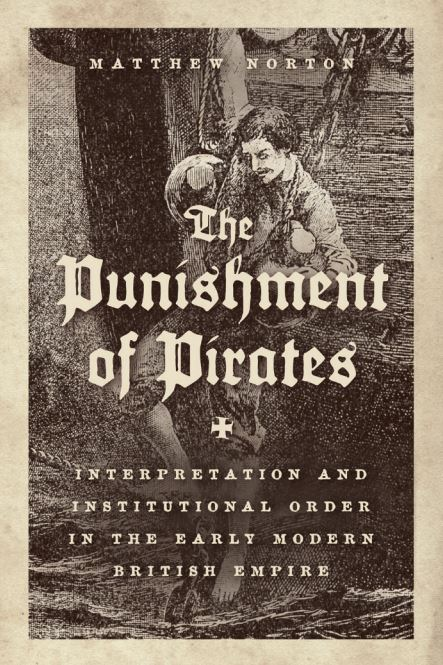 MATTHEW NORTON
The
Punishment
of Pirates
INTERPRETATION AND
INSTITUTIONAL ORDER
IN THE EARLY MODERN
BRITISH EMPIRE